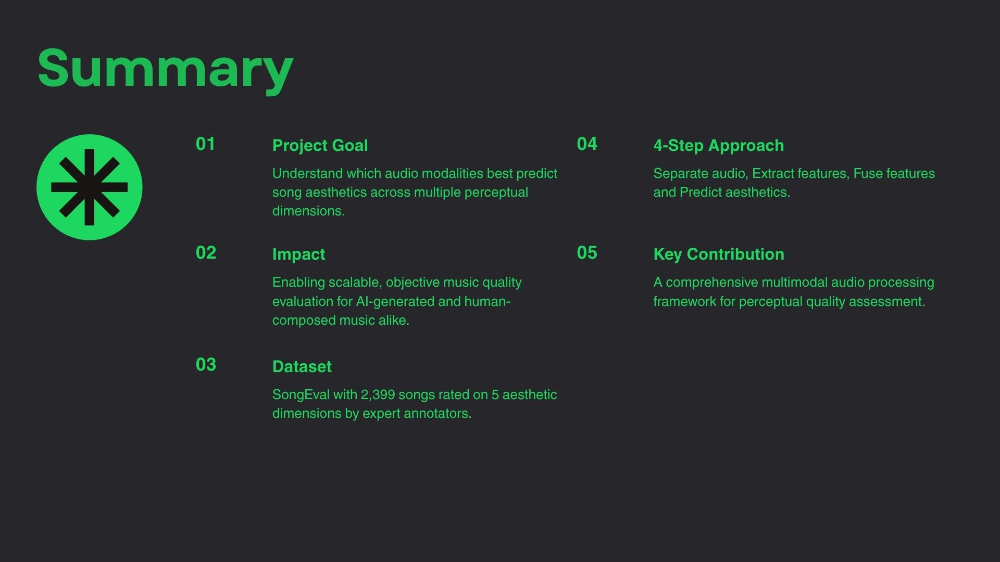 Summary
01
Project Goal
Understand which audio modalities best predict
song aesthetics across multiple perceptual
dimensions.
02
Impact
Enabling scalable, objective music quality
evaluation for AI-generated and human-
composed music alike.
03
Dataset
SongEval with 2,399 songs rated on 5 aesthetic
dimensions by expert annotators.
04
4-Step Approach
Separate audio, Extract features, Fuse features
and Predict aesthetics.
05
Key Contribution
A comprehensive multimodal audio processing
framework for perceptual quality assessment.